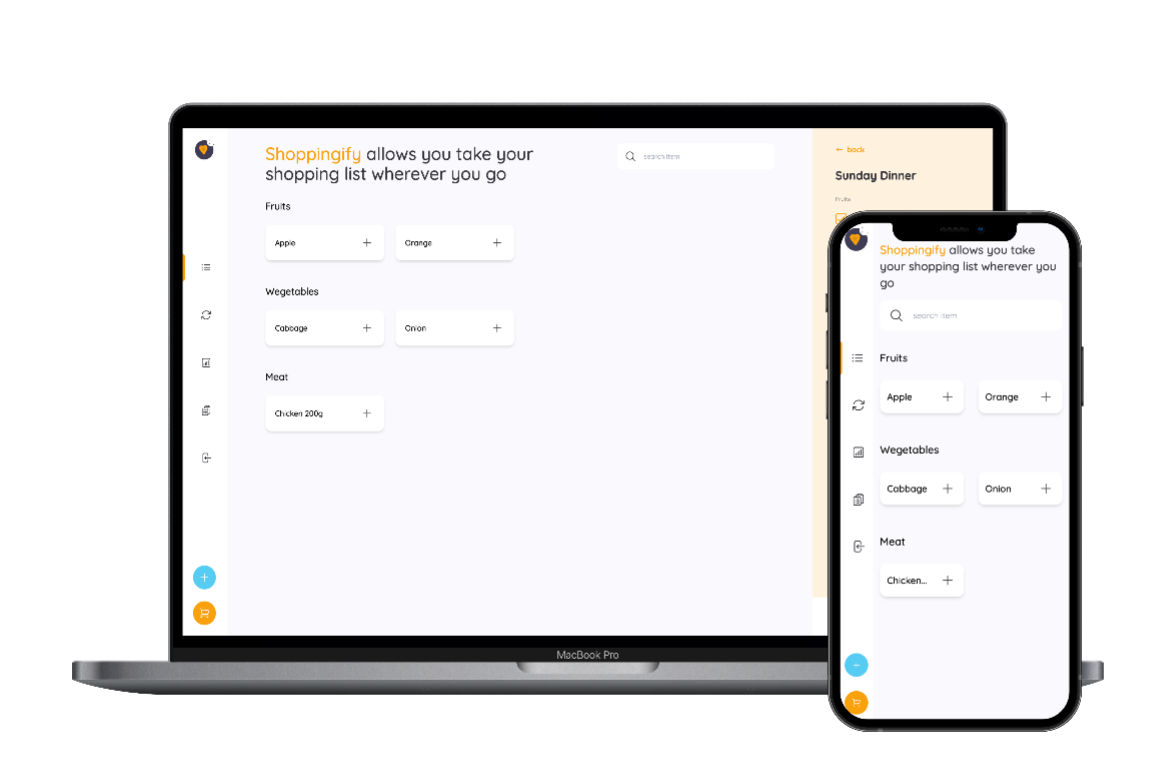 Shoppingify allows you take your
shopping list wherever you go
search item
Fruits
Apple
Orange
Wegetables
Cabbage
Onion
Meat
Chicken 200g
← back
Sunday Dinner
Fruits
MacBook Pro
Shoppingify allows you take
your shopping list wherever you
go
search item
Fruits
Apple
Orange
Wegetables
Cabbage
Onion
Meat
Chicken...